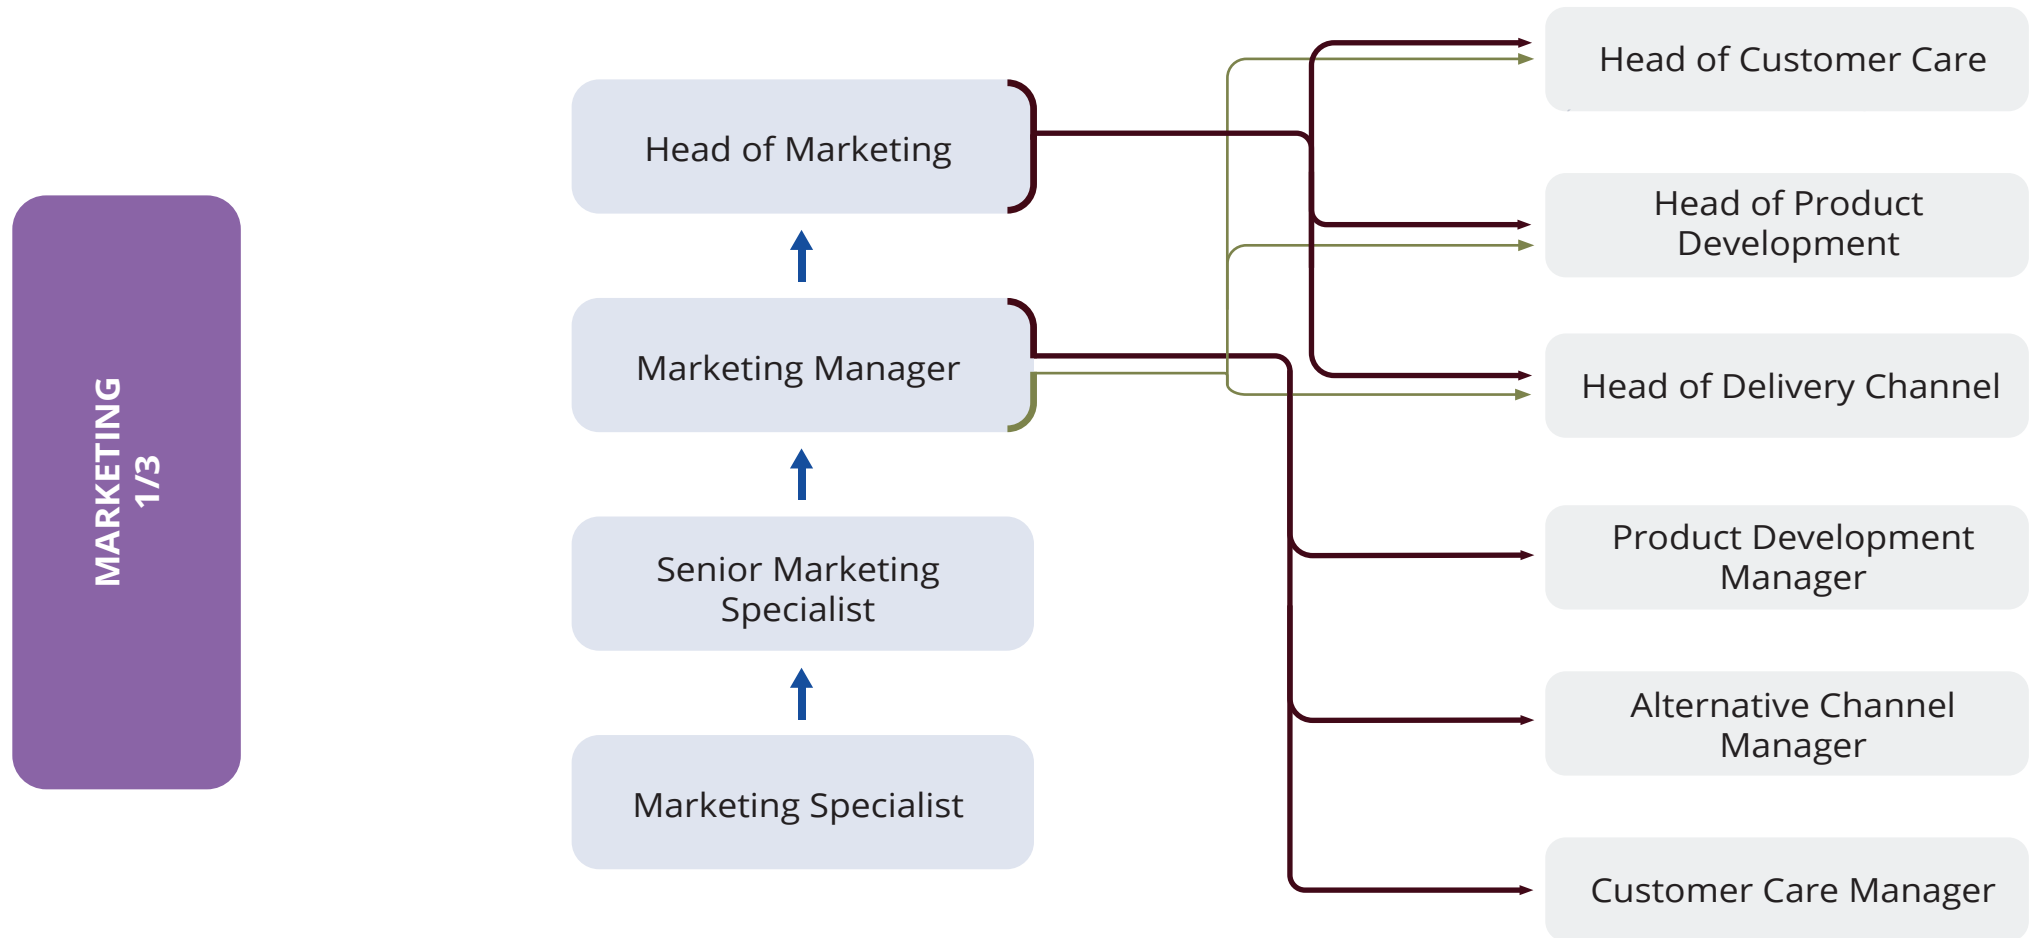 MARKETING
1/3
Head of Marketing
Marketing Manager
Senior Marketing
Specialist
Marketing Specialist
Head of Customer Care
Head of Product
Development
Head of Delivery Channel
Product Development
Manager
Alternative Channel
Manager
Customer Care Manager